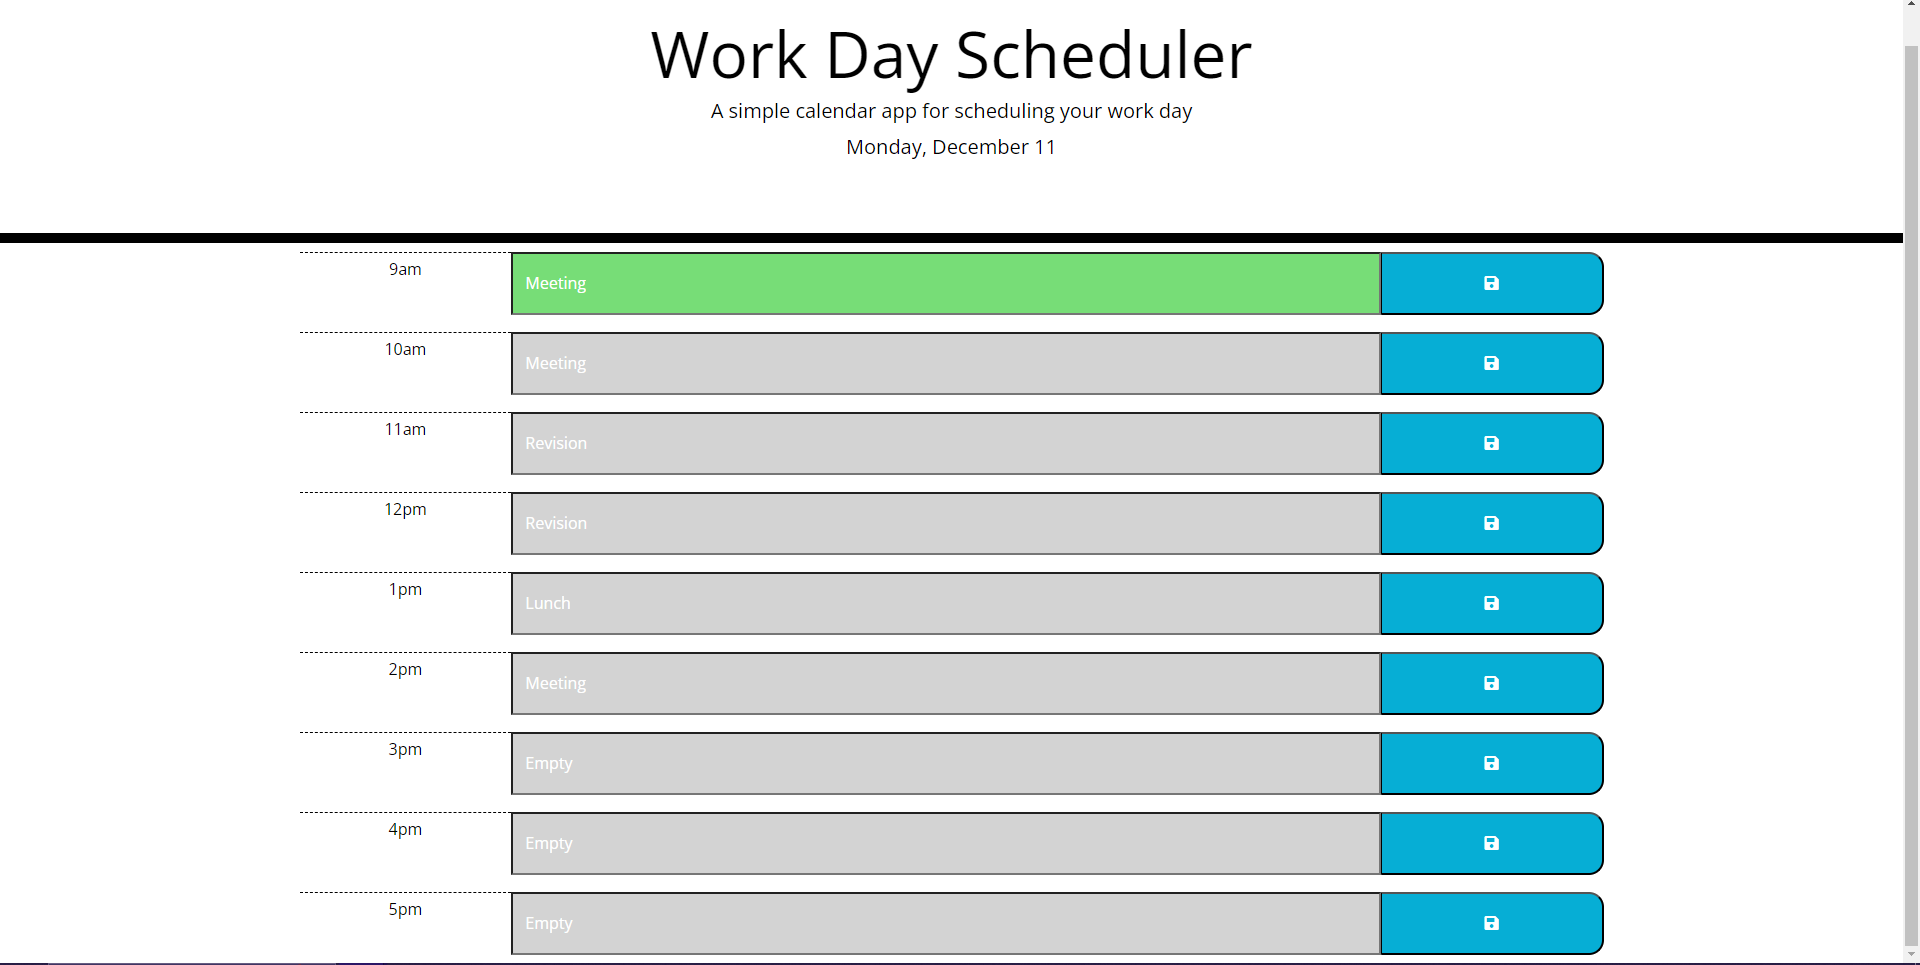 Work Day Scheduler
A simple calendar app for scheduling your work day
Monday, December 11
9am
Meeting
10am
Meeting
11am
Revision
12pm
Revision
1pm
Lunch
2pm
Meeting
3pm
Empty
4pm
Empty
5pm
Empty